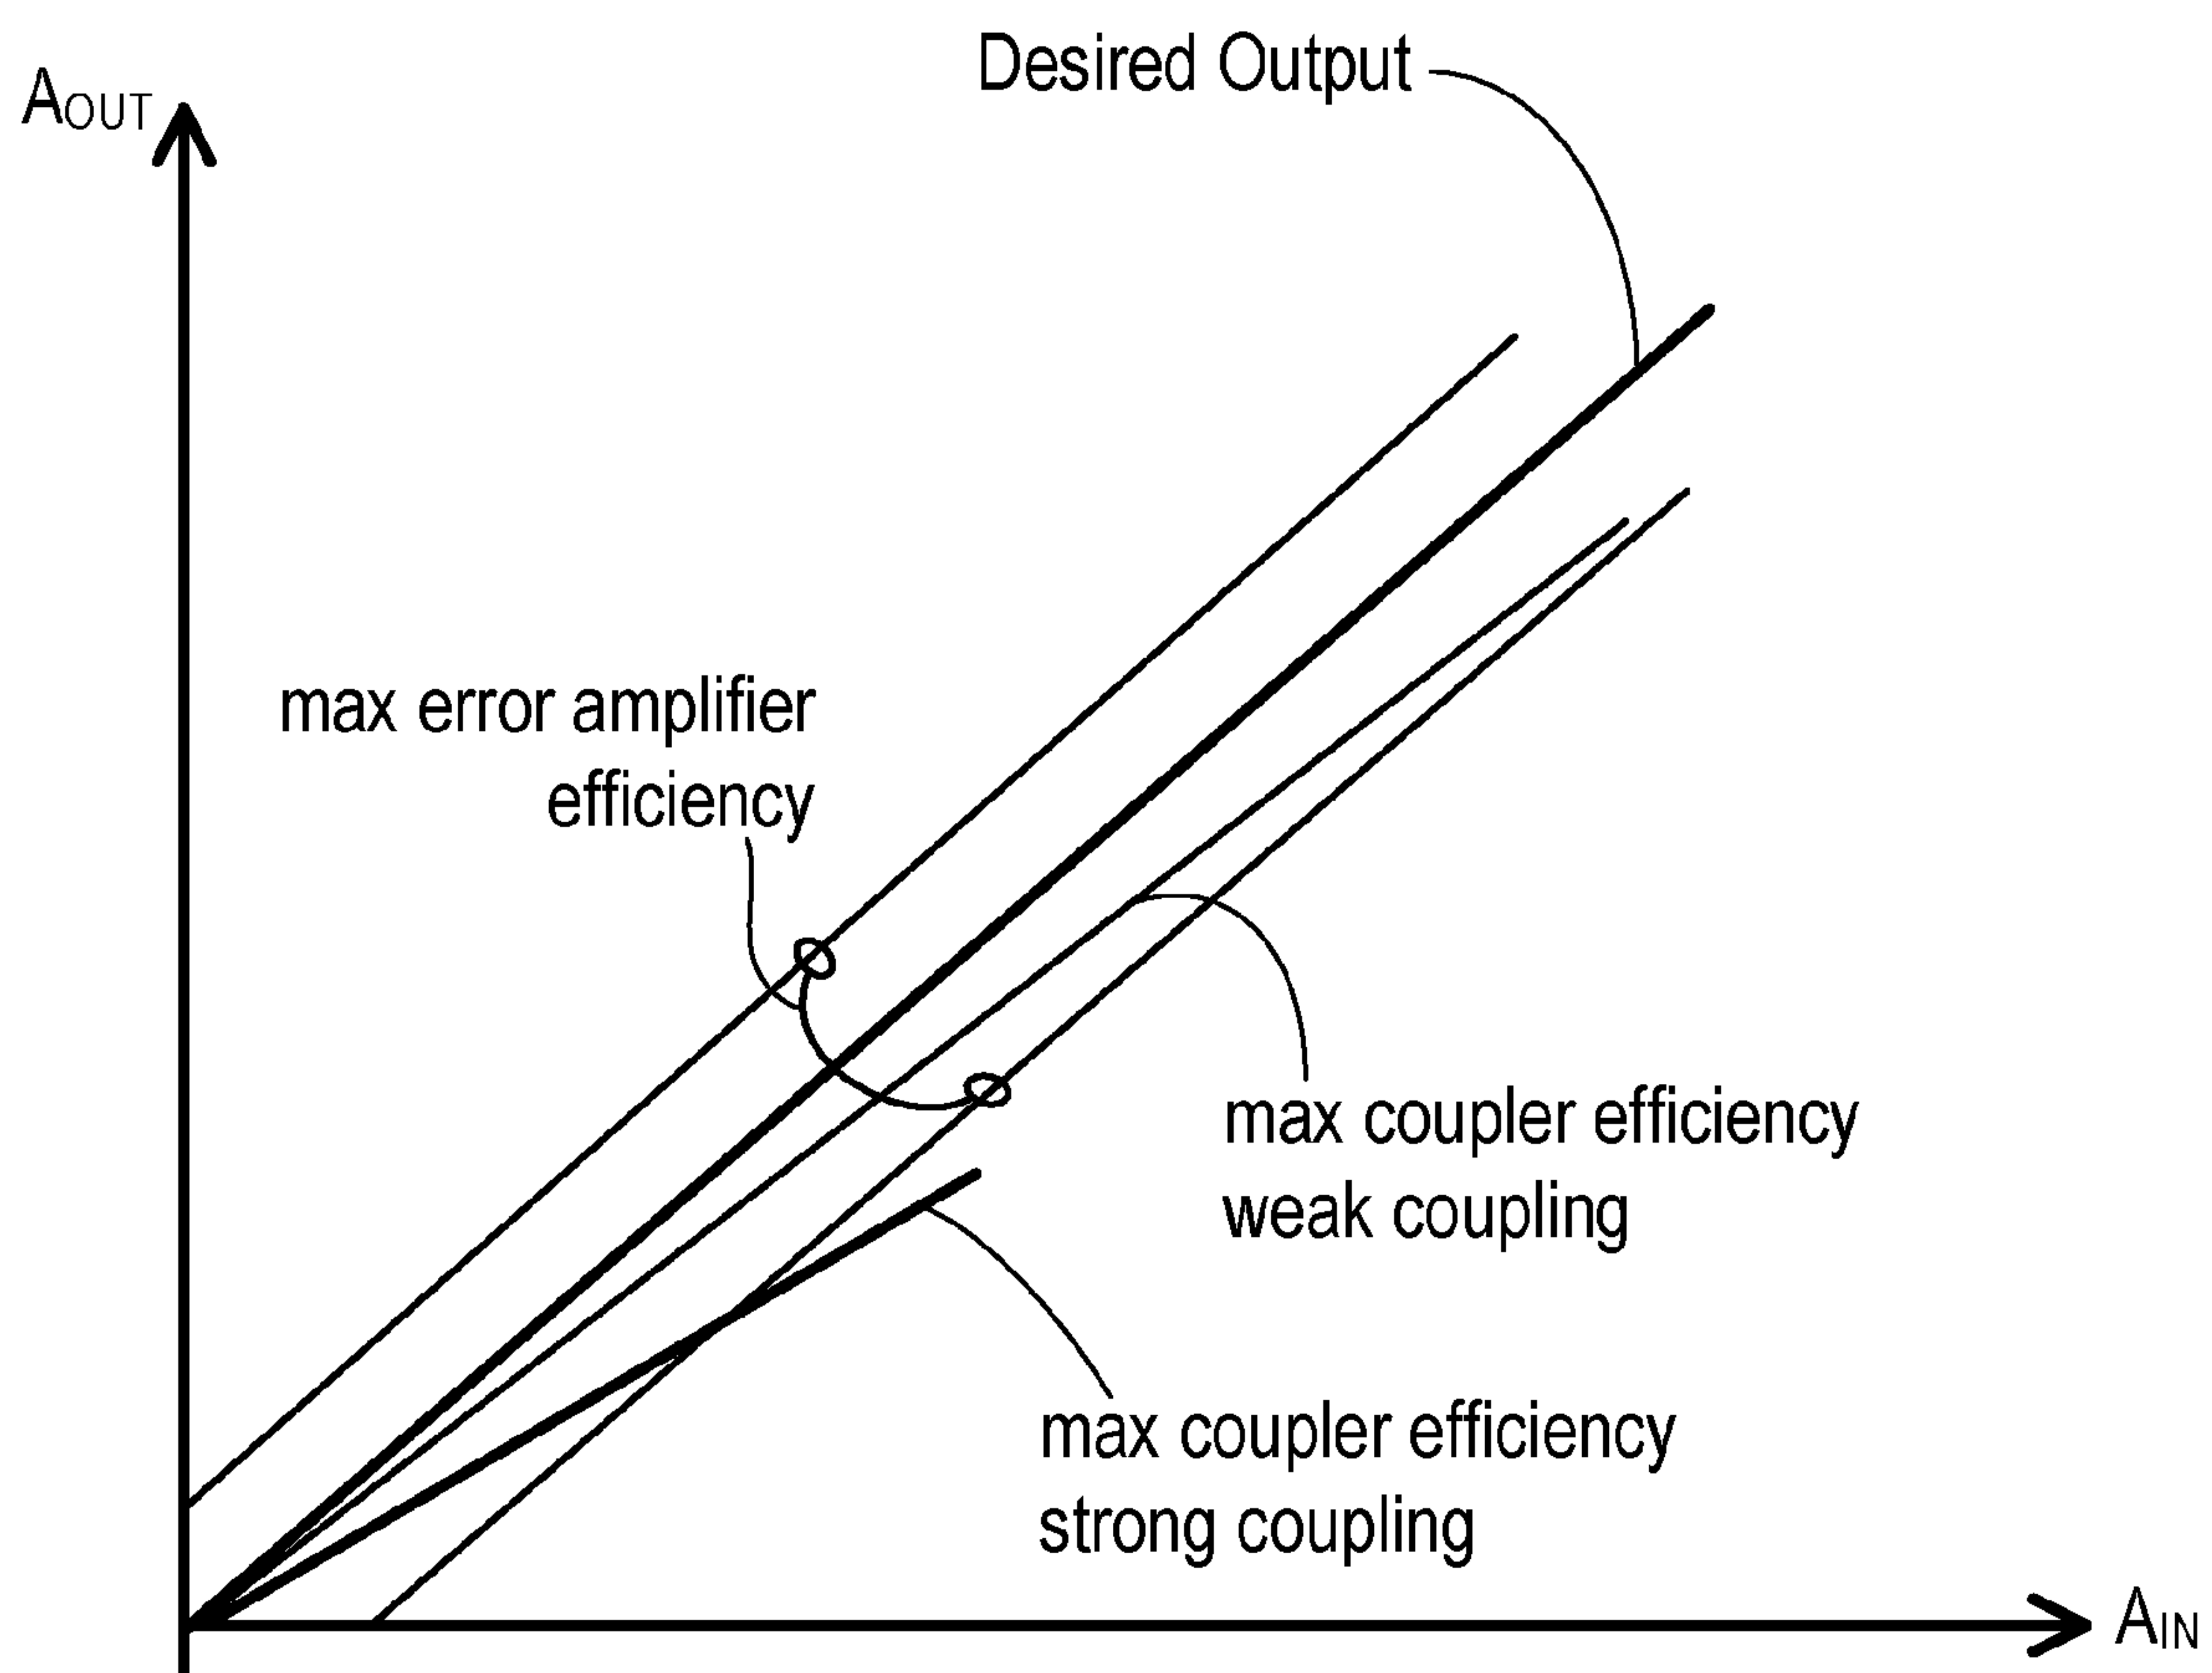 Desired Output
AOUT
max error amplifier
efficiency
max coupler efficiency
weak coupling
max coupler efficiency
strong coupling
AIN